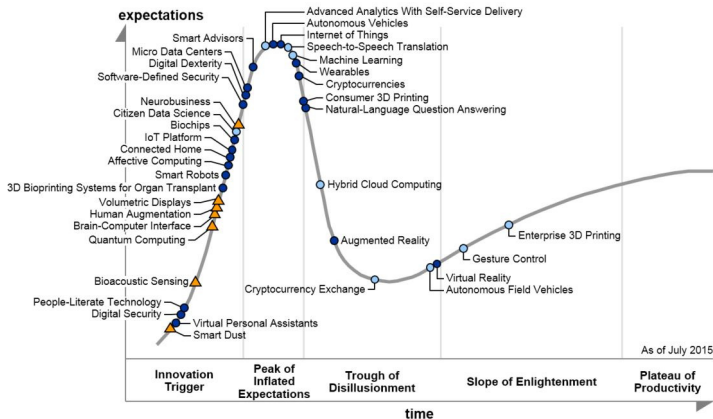 expectations
Advanced Analytics With Self-Service Delivery
Autonomous Vehicles
Internet of Things
Speech-to-Speech Translation
Machine Learning
Wearables
Cryptocurrencies
Consumer 3D Printing
Natural-Language Question Answering
Smart Advisors
Micro Data Centers
Digital Dexterity
Software-Defined Security
Neurobusiness
Citizen Data Science
Biochips
IoT Platform
Connected Home
Affective Computing
Smart Robots
3D Bioprinting Systems for Organ Transplant
Volumetric Displays
Human Augmentation
Brain-Computer Interface
Quantum Computing
Bioacoustic Sensing
People-Literate Technology
Digital Security
Virtual Personal Assistants
Smart Dust
Hybrid Cloud Computing
Augmented Reality
Cryptocurrency Exchange
Enterprise 3D Printing
Gesture Control
Virtual Reality
Autonomous Field Vehicles
As of July 2015
Innovation
Trigger
Peak of
Inflated
Expectations
Trough of
Disillusionment
Slope of Enlightenment
Plateau of
Productivity
time